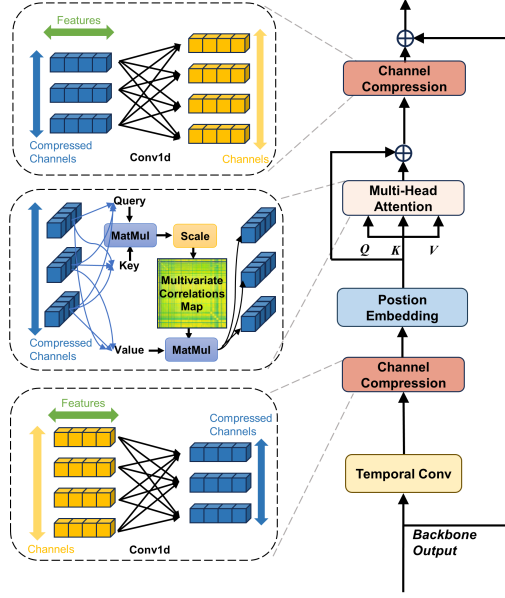 Features
Compressed
Channels
Conv1d
Channels
Channel
Compression
Query
MatMul
Scale
Key
Multivariate
Correlations
Map
Value
MatMul
Compressed
Channels
Multi-Head
Attention
Q
K
V
Postion
Embedding
Channel
Compression
Features
Compressed
Channels
Channels
Conv1d
Temporal Conv
Backbone
Output